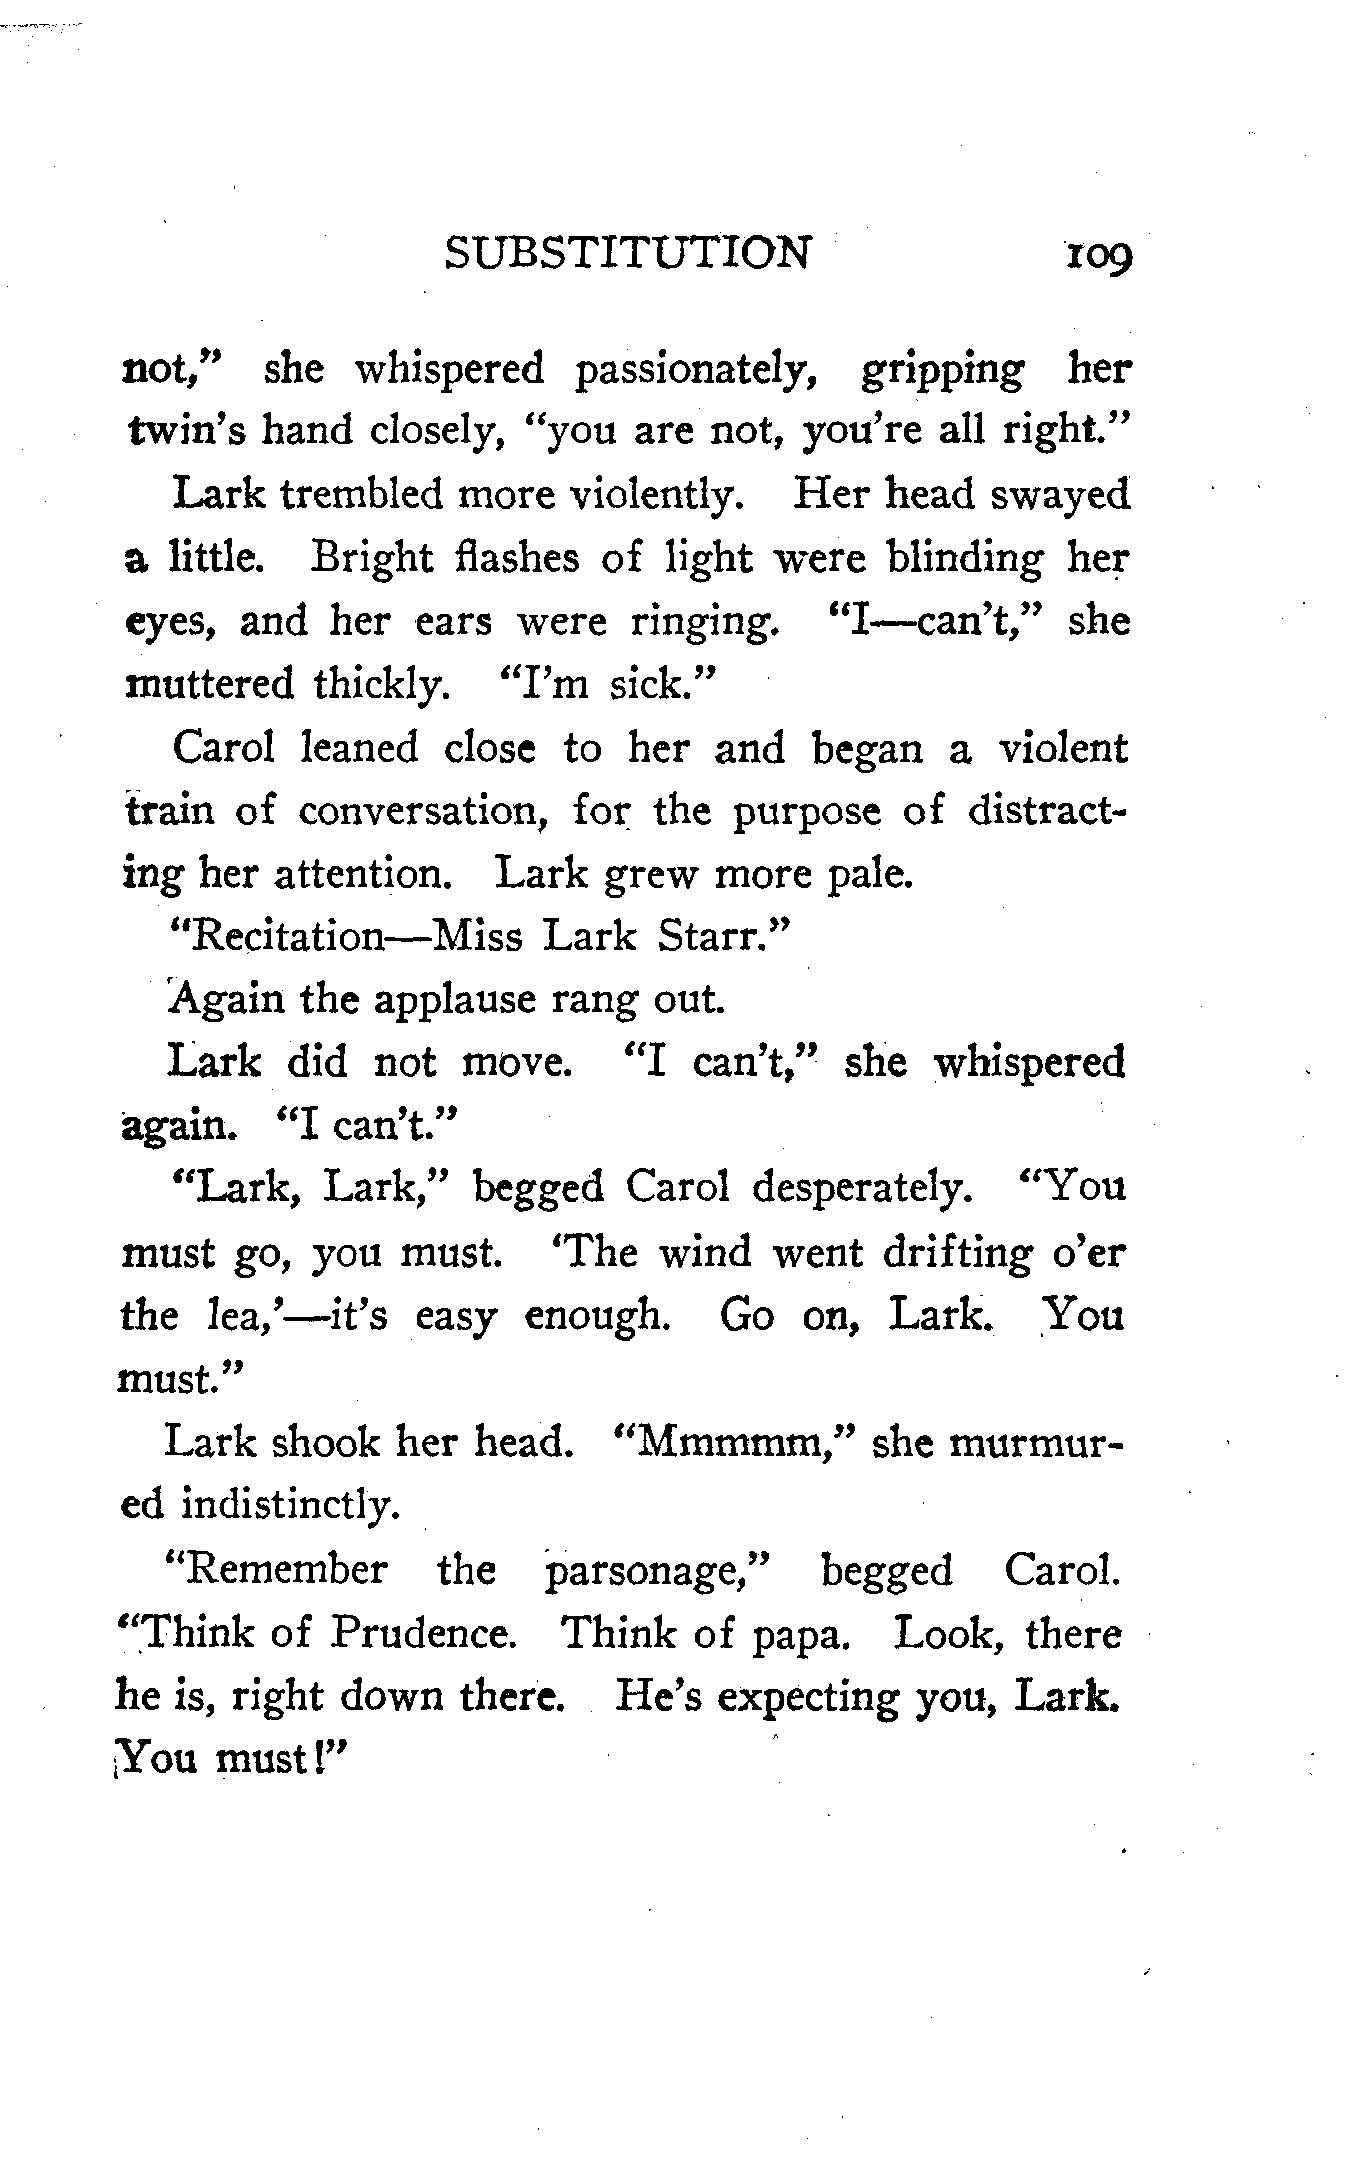 SUBSTITUTION 109
not,” she whispered passionately, gripping her
twin’s hand closely, “you are not, you’re all right.”
Lark trembled more violently. Her head swayed
a little. Bright flashes of light were blinding her
eyes, and her ears were ringing. “I—can’t,” she
muttered thickly. “I’m sick.”
Carol leaned close to her and began a violent
train of conversation, for the purpose of distract-
ing her attention. Lark grew more pale.
“Recitation—Miss Lark Starr.”
Again the applause rang out.
Lark did not move. “I can’t,” she whispered
again. “I can’t.”
“Lark, Lark,” begged Carol desperately. “You
must go, you must. ‘The wind went drifting o’er
the lea,’—it’s easy enough. Go on, Lark. You
must.”
Lark shook her head. “Mmmmm,” she murmur-
ed indistinctly.
“Remember the parsonage,” begged Carol.
“Think of Prudence. Think of papa. Look, there
he is, right down there. He’s expecting you, Lark.
You must!”